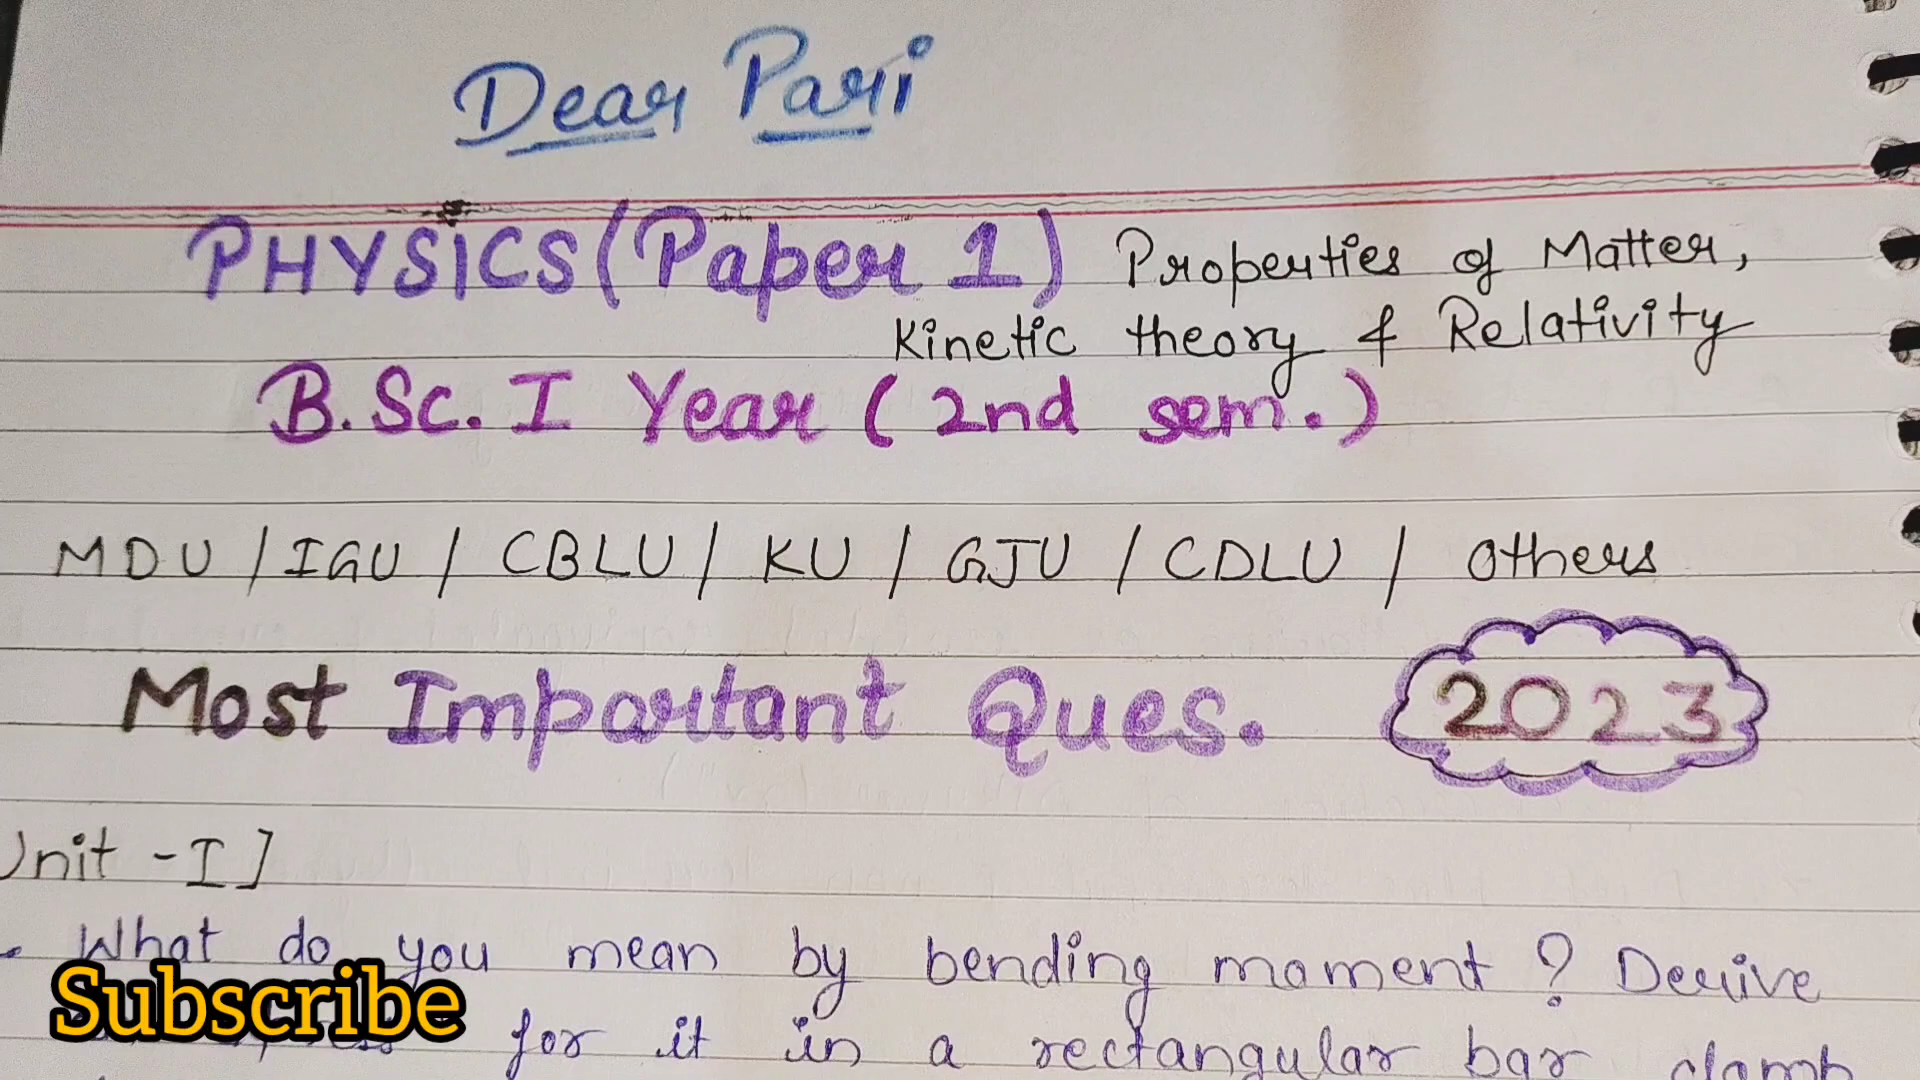 Dear Pari
PHYSICS (Paper 1) Properties of Matter,
Kinetic theory & Relativity
B.Sc. I Year (2nd sem.)
MDU / IGU / CBLU / KU / GJU / CDLU / Others
Most Important Ques. 2023
Unit - I]
What do you mean by bending moment ? Derive
Subscribe
for it in a rectangular bar clamp